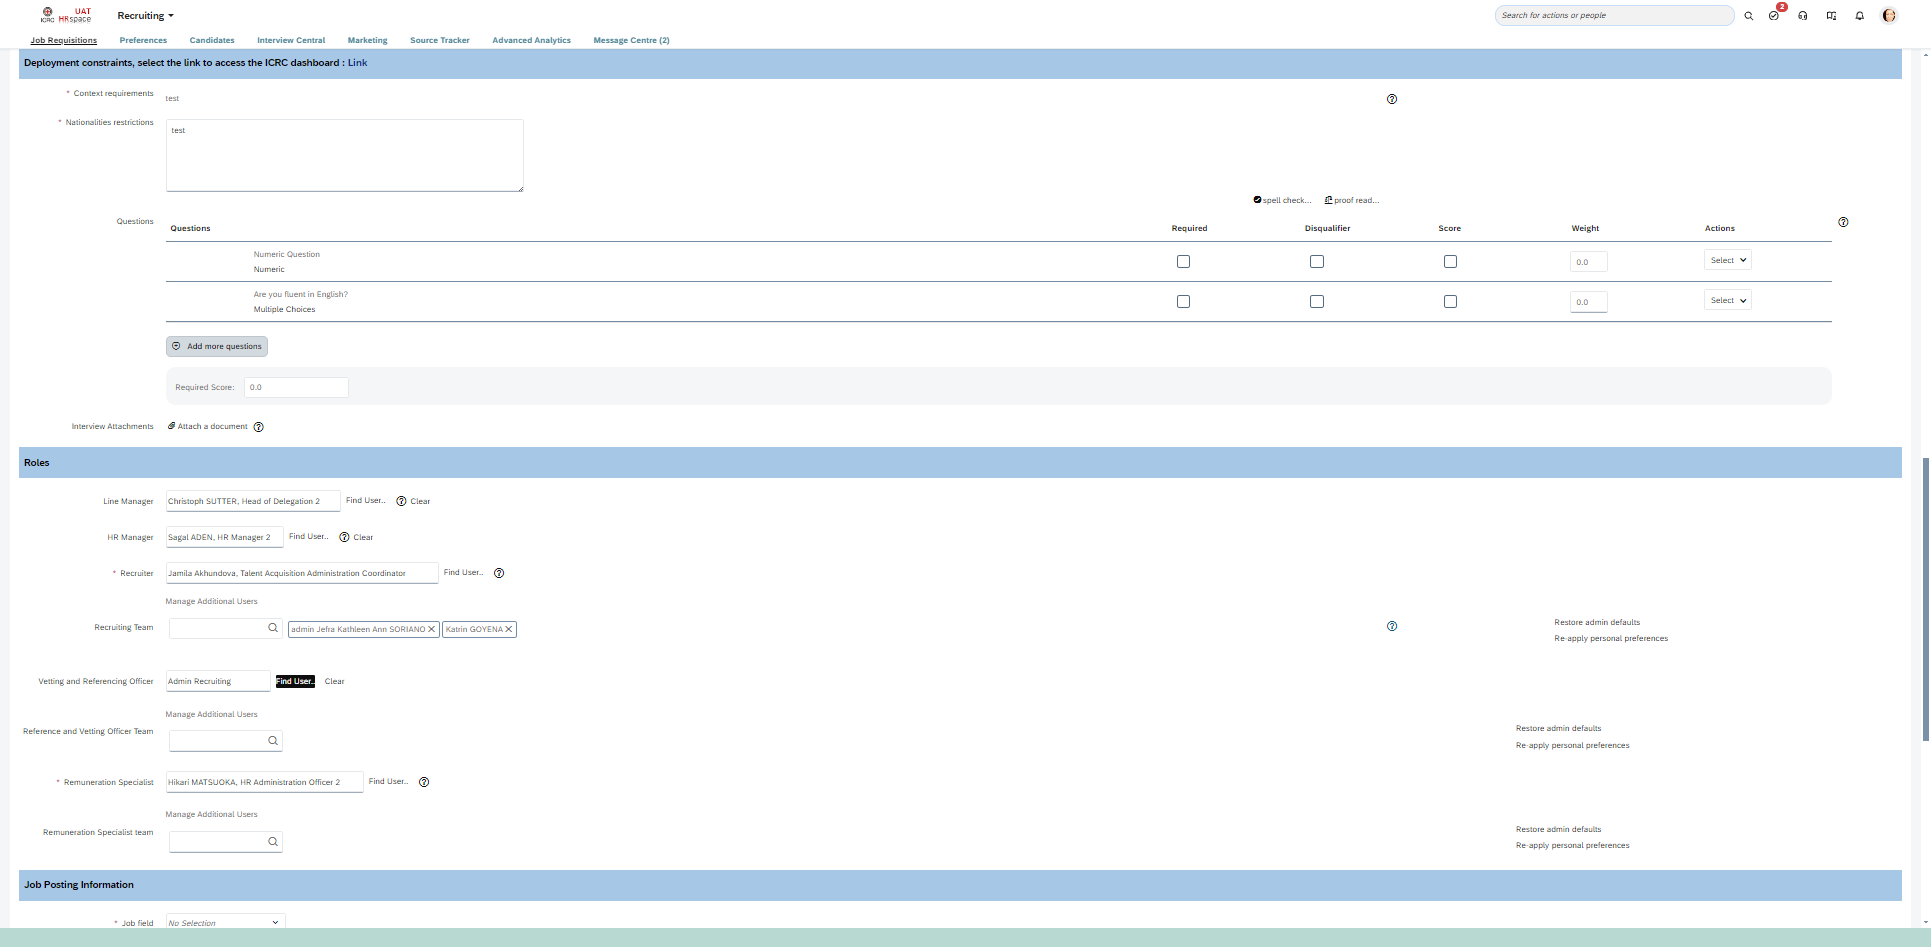 ICRC
UAT
HRspace
Recruiting
Search for actions or people
2
Job Requisitions
Preferences
Candidates
Interview Central
Marketing
Source Tracker
Advanced Analytics
Message Centre (2)
Deployment constraints, select the link to access the ICRC dashboard : Link
* Context requirements
test
* Nationalities restrictions
test
spell check...
proof read...
Questions
Questions
Required
Disqualifier
Score
Weight
Actions
Numeric Question
Numeric
0.0
Select
Are you fluent in English?
Multiple Choices
0.0
Select
Add more questions
Required Score:
0.0
Interview Attachments
Attach a document
Roles
Line Manager
Christoph SUTTER, Head of Delegation 2
Find User..
Clear
HR Manager
Sagal ADEN, HR Manager 2
Find User..
Clear
* Recruiter
Jamila Akhundova, Talent Acquisition Administration Coordinator
Find User..
Manage Additional Users
Recruiting Team
admin Jefra Kathleen Ann SORIANO
Katrin GOYENA
Restore admin defaults
Re-apply personal preferences
Vetting and Referencing Officer
Admin Recruiting
Find User..
Clear
Manage Additional Users
Reference and Vetting Officer Team
Restore admin defaults
Re-apply personal preferences
* Remuneration Specialist
Hikari MATSUOKA, HR Administration Officer 2
Find User..
Manage Additional Users
Remuneration Specialist team
Restore admin defaults
Re-apply personal preferences
Job Posting Information
* Job field
No Selection